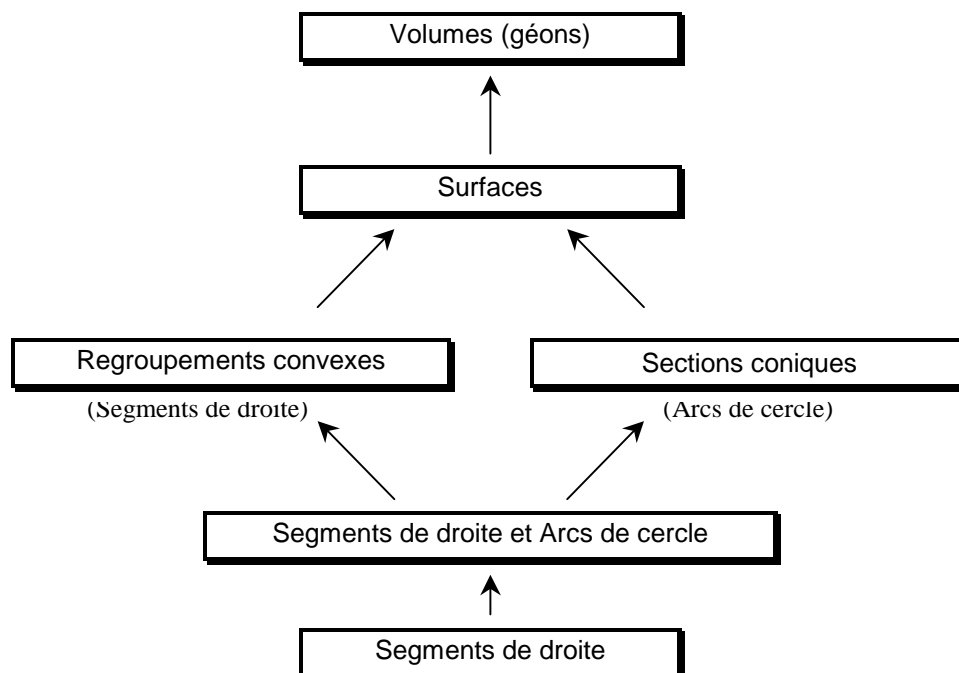 Volumes (géons)
Surfaces
Regroupements convexes
Sections coniques
(Segments de droite)
(Arcs de cercle)
Segments de droite et Arcs de cercle
Segments de droite